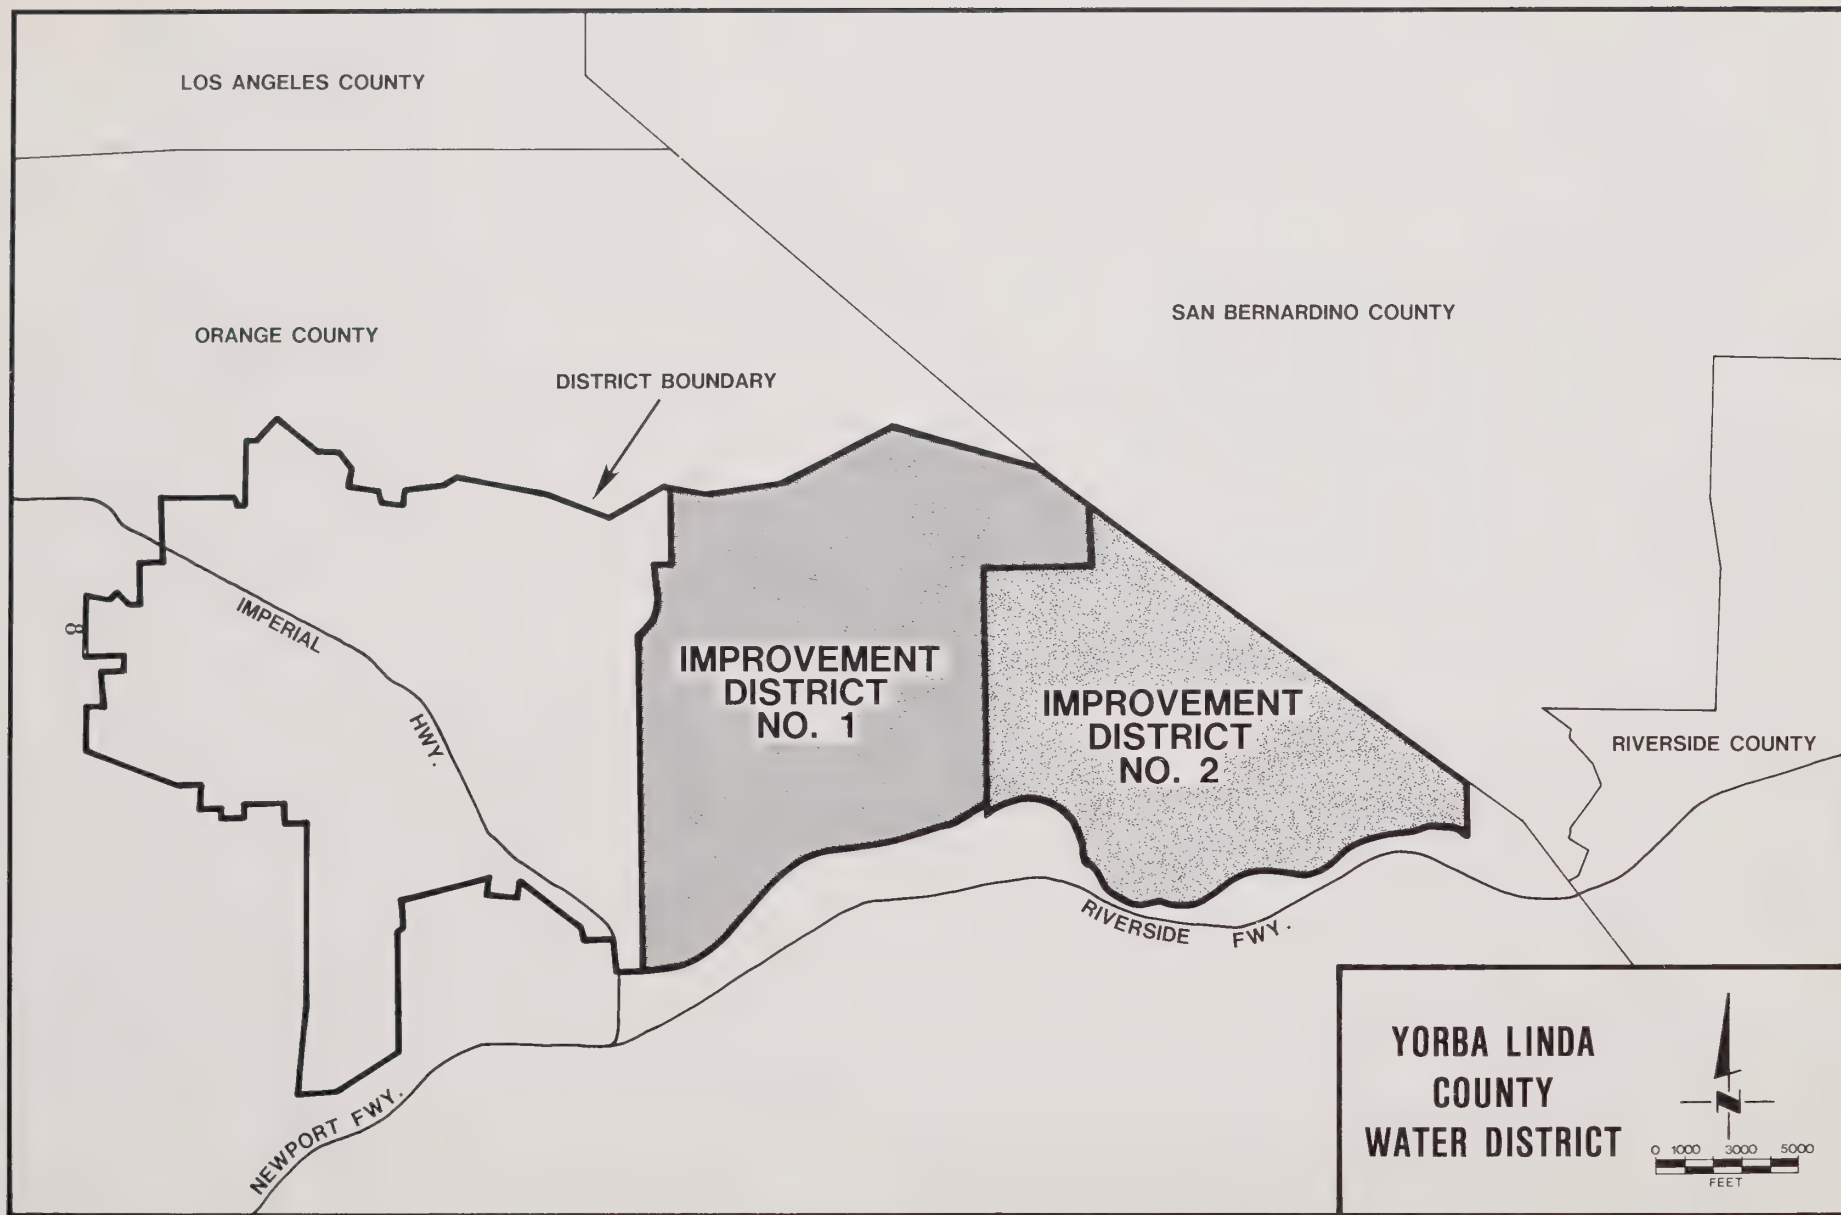 LOS ANGELES COUNTY
SAN BERNARDINO COUNTY
ORANGE COUNTY
DISTRICT BOUNDARY
IMPERIAL
HWY.
8
IMPROVEMENT
DISTRICT
NO. 1
IMPROVEMENT
DISTRICT
NO. 2
RIVERSIDE COUNTY
RIVERSIDE FWY.
NEWPORT FWY.
YORBA LINDA
COUNTY
WATER DISTRICT
N
0 1000 3000 5000
FEET